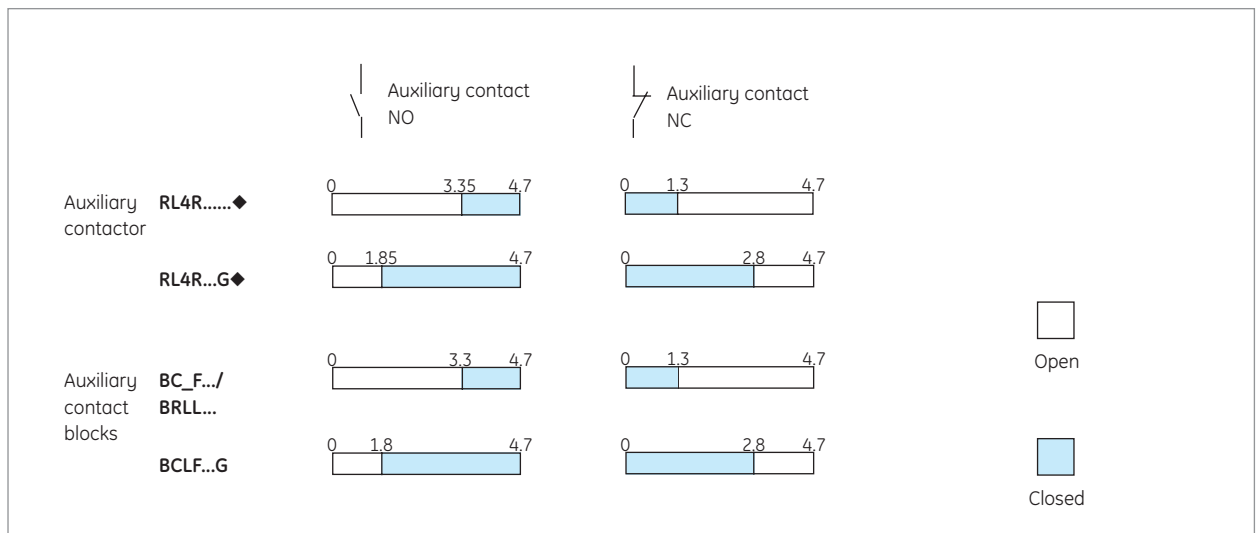 Auxiliary contact
NO
Auxiliary contact
NC
Auxiliary
contactor
RL4R......◆
0 3.35 4.7
0 1.3 4.7
RL4R...G◆
0 1.85 4.7
0 2.8 4.7
Auxiliary
contact
blocks
BC_F.../
BRLL...
0 3.3 4.7
0 1.3 4.7
BCLF...G
0 1.8 4.7
0 2.8 4.7
Open
Closed